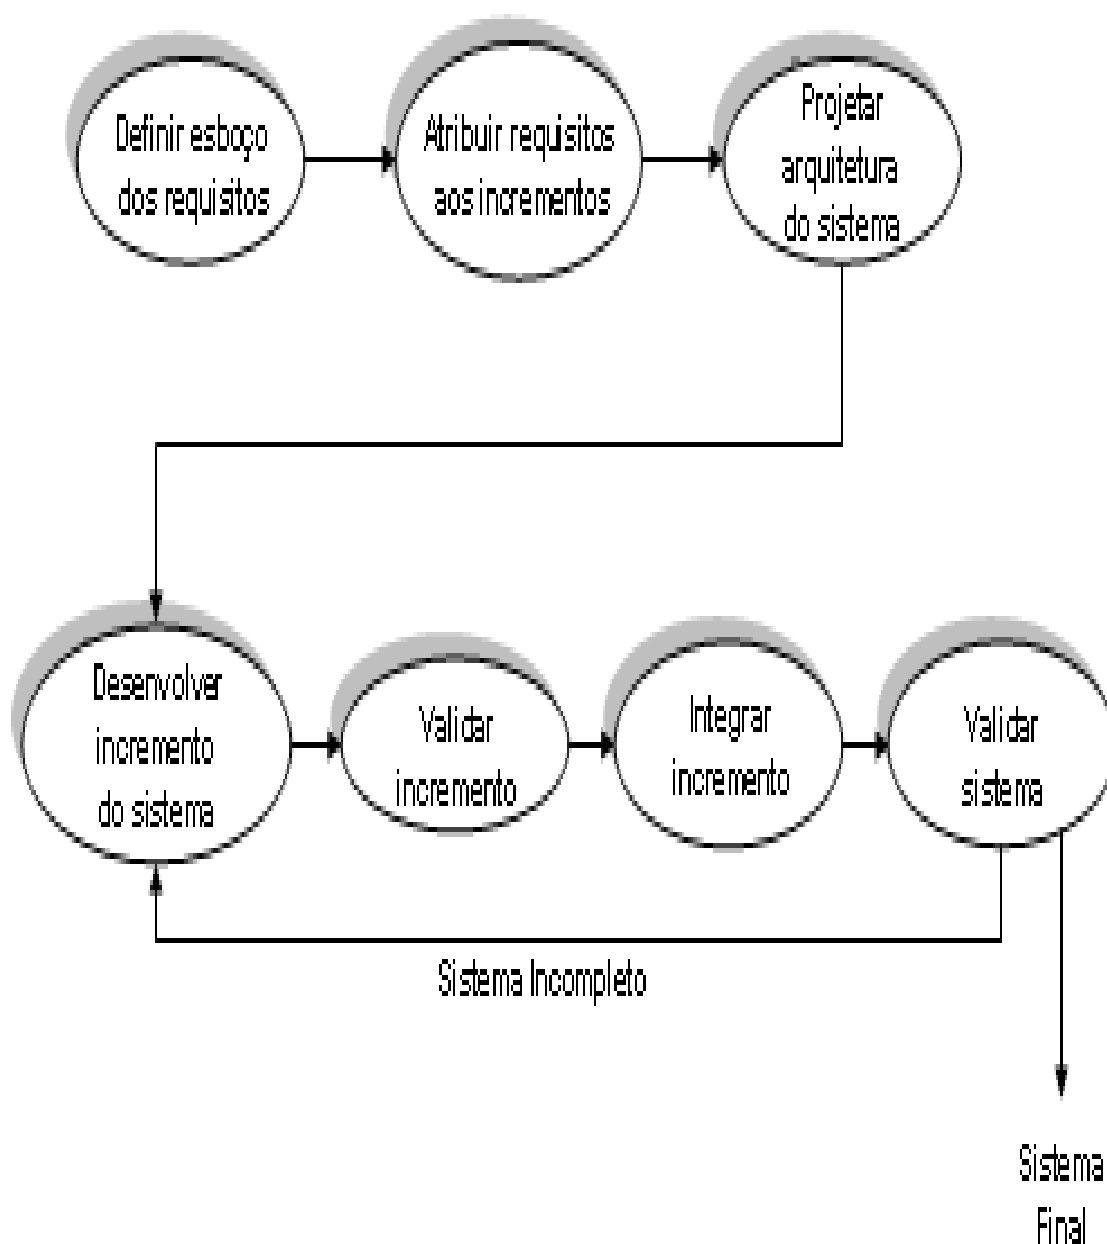 Definir esboço
dos requisitos
Atribuir requisitos
aos incrementos
Projetar
arquitetura
do sistema
Desenvolver
incremento
do sistema
Validar
incremento
Integrar
incremento
Validar
sistema
Sistema Incompleto
Sistema
Final